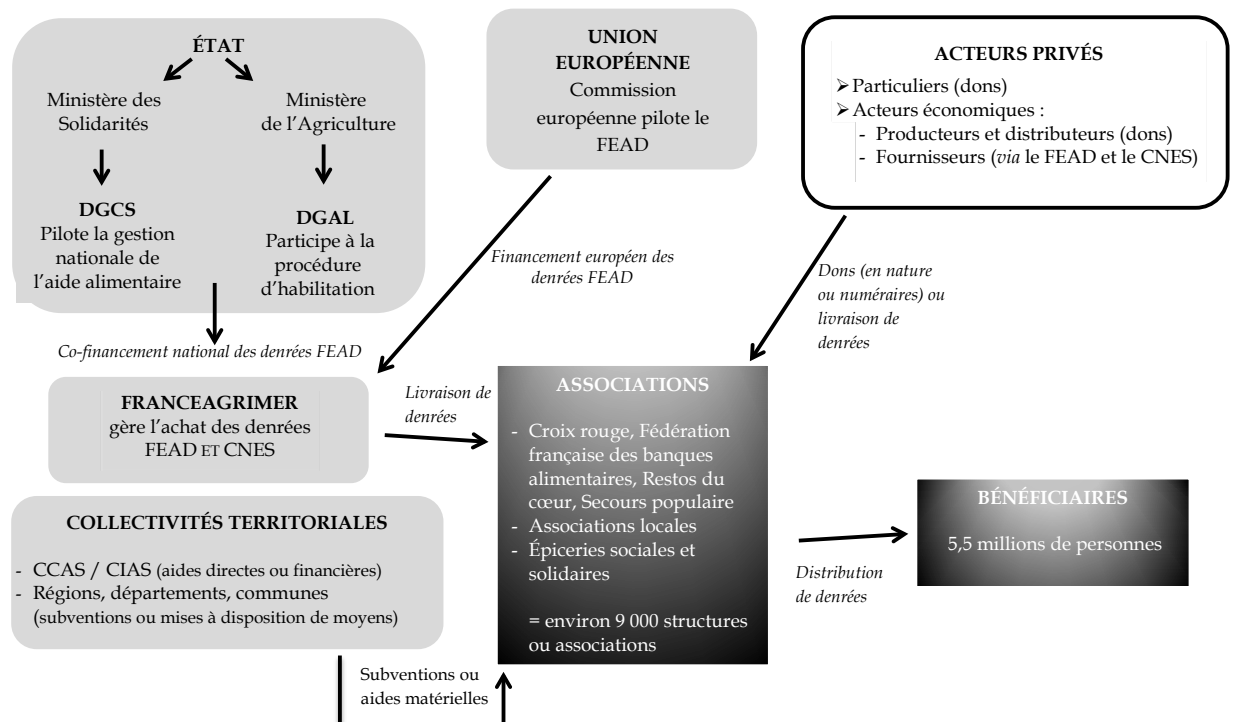 ÉTAT
Ministère des
Solidarités
Ministère
de l'Agriculture
DGCS
Pilote la gestion
nationale de
l'aide alimentaire
DGAL
Participe à la
procédure
d'habilitation
UNION
EUROPÉENNE
Commission
européenne pilote le
FEAD
ACTEURS PRIVÉS
➢ Particuliers (dons)
➢ Acteurs économiques :
- Producteurs et distributeurs (dons)
- Fournisseurs (via le FEAD et le CNES)
Financement européen des
denrées FEAD
Dons (en nature
ou numéraires) ou
livraison de
denrées
Co-financement national des denrées FEAD
FRANCEAGRIMER
gère l'achat des denrées
FEAD ET CNES
Livraison de
denrées
ASSOCIATIONS
- Croix rouge, Fédération
française des banques
alimentaires, Restos du
cœur, Secours populaire
- Associations locales
- Épiceries sociales et
solidaires
= environ 9 000 structures
ou associations
BÉNÉFICIAIRES
5,5 millions de personnes
Distribution
de denrées
COLLECTIVITÉS TERRITORIALES
- CCAS / CIAS (aides directes ou financières)
- Régions, départements, communes
(subventions ou mises à disposition de moyens)
Subventions ou
aides matérielles